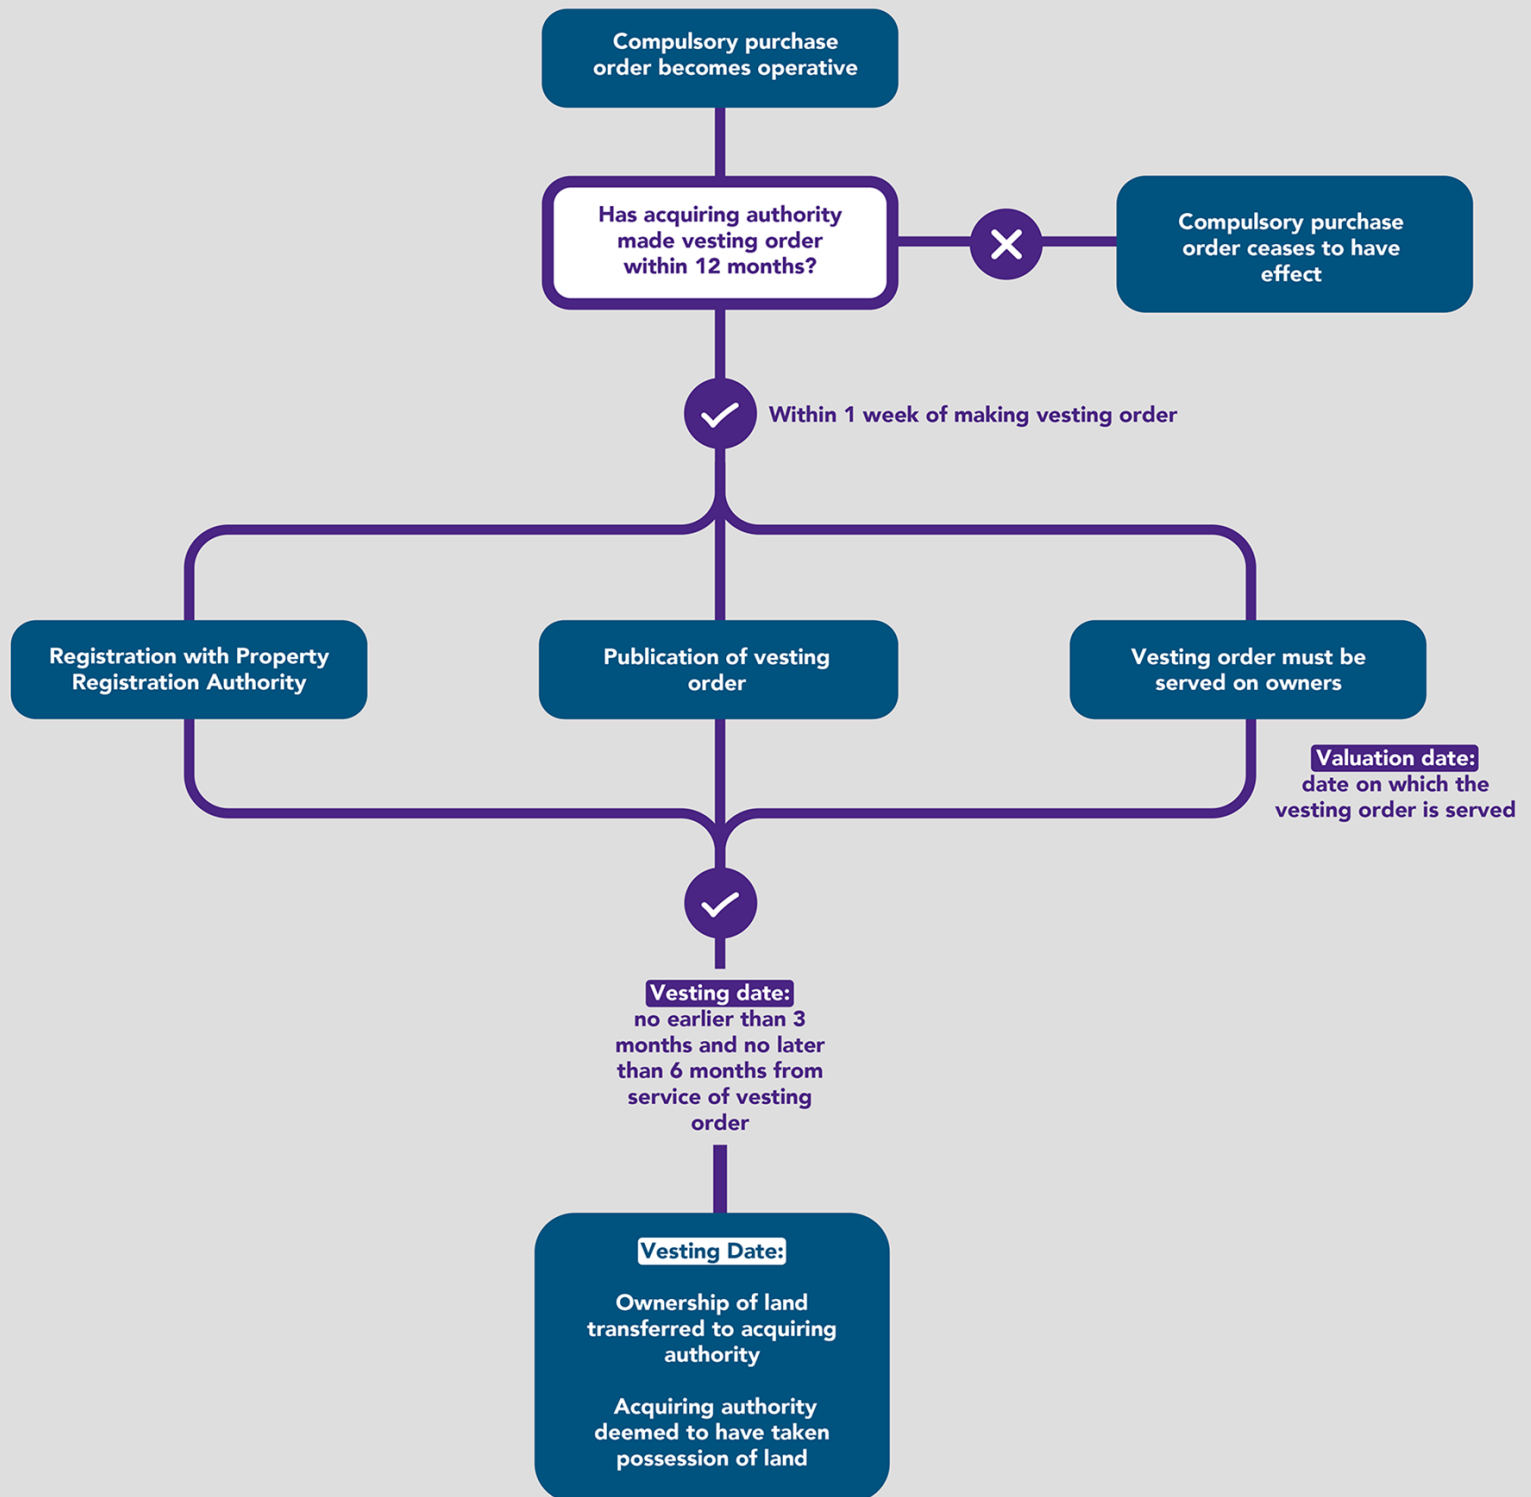 Compulsory purchase
order becomes operative
Has acquiring authority
made vesting order
within 12 months?
Compulsory purchase
order ceases to have
effect
Within 1 week of making vesting order
Registration with Property
Registration Authority
Publication of vesting
order
Vesting order must be
served on owners
Valuation date:
date on which the
vesting order is served
Vesting date:
no earlier than 3
months and no later
than 6 months from
service of vesting
order
Vesting Date:
Ownership of land
transferred to acquiring
authority
Acquiring authority
deemed to have taken
possession of land